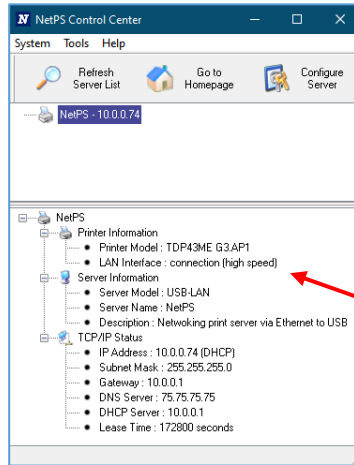 NetPS Control Center
System Tools Help
Refresh Server List
Go to Homepage
Configure Server
NetPS - 10.0.0.74
NetPS
Printer Information
Printer Model : TDP43ME G3.AP1
LAN Interface : connection (high speed)
Server Information
Server Model : USB-LAN
Server Name : NetPS
Description : Netwoking print server via Ethernet to USB
TCP/IP Status
IP Address : 10.0.0.74 (DHCP)
Subnet Mask : 255.255.255.0
Gateway : 10.0.0.1
DNS Server : 75.75.75.75
DHCP Server : 10.0.0.1
Lease Time : 172800 seconds